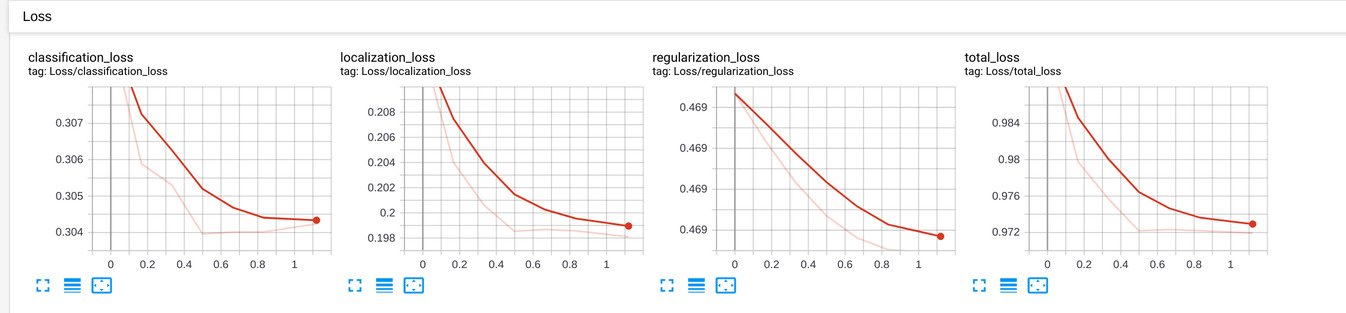 Loss
classification_loss
tag: Loss/classification_loss
0.307
0.306
0.305
0.304
0 0.2 0.4 0.6 0.8 1
localization_loss
tag: Loss/localization_loss
0.208
0.206
0.204
0.202
0.2
0.198
0 0.2 0.4 0.6 0.8 1
regularization_loss
tag: Loss/regularization_loss
0.469
0.469
0.469
0.469
0 0.2 0.4 0.6 0.8 1
total_loss
tag: Loss/total_loss
0.984
0.98
0.976
0.972
0 0.2 0.4 0.6 0.8 1